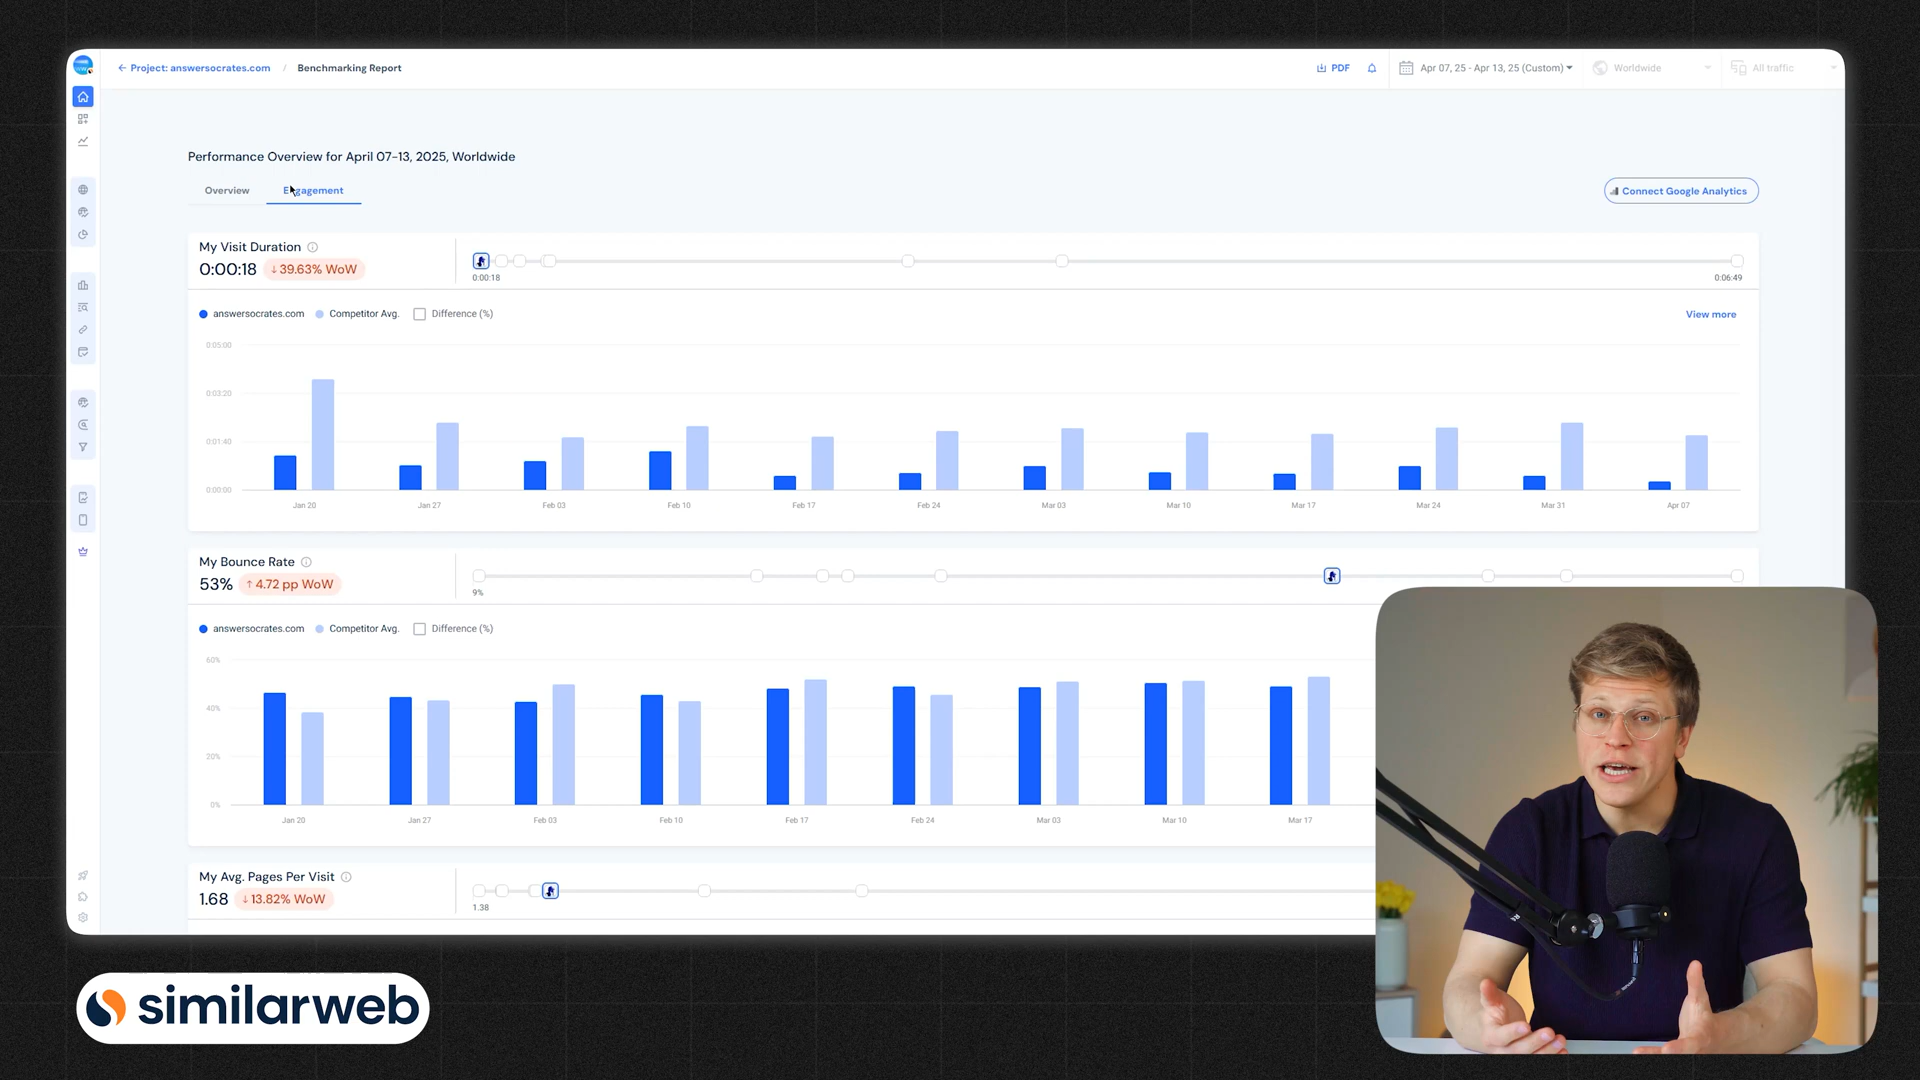 Project: answersocrates.com / Benchmarking Report
PDF
Apr 07, 25 - Apr 13, 25 (Custom)
Worldwide
All traffic
Performance Overview for April 07-13, 2025, Worldwide
Overview
Engagement
Connect Google Analytics
My Visit Duration
0:00:18
↓ 39.63% WoW
0:00:18
0:06:49
answersocrates.com
Competitor Avg.
Difference (%)
View more
0:05:00
0:03:20
0:01:40
0:00:00
Jan 20
Jan 27
Feb 03
Feb 10
Feb 17
Feb 24
Mar 03
Mar 10
Mar 17
Mar 24
Mar 31
Apr 07
My Bounce Rate
53%
↑ 4.72 pp WoW
9%
answersocrates.com
Competitor Avg.
Difference (%)
60%
40%
20%
0%
Jan 20
Jan 27
Feb 03
Feb 10
Feb 17
Feb 24
Mar 03
Mar 10
Mar 17
My Avg. Pages Per Visit
1.68
↓ 13.82% WoW
1.38
similarweb